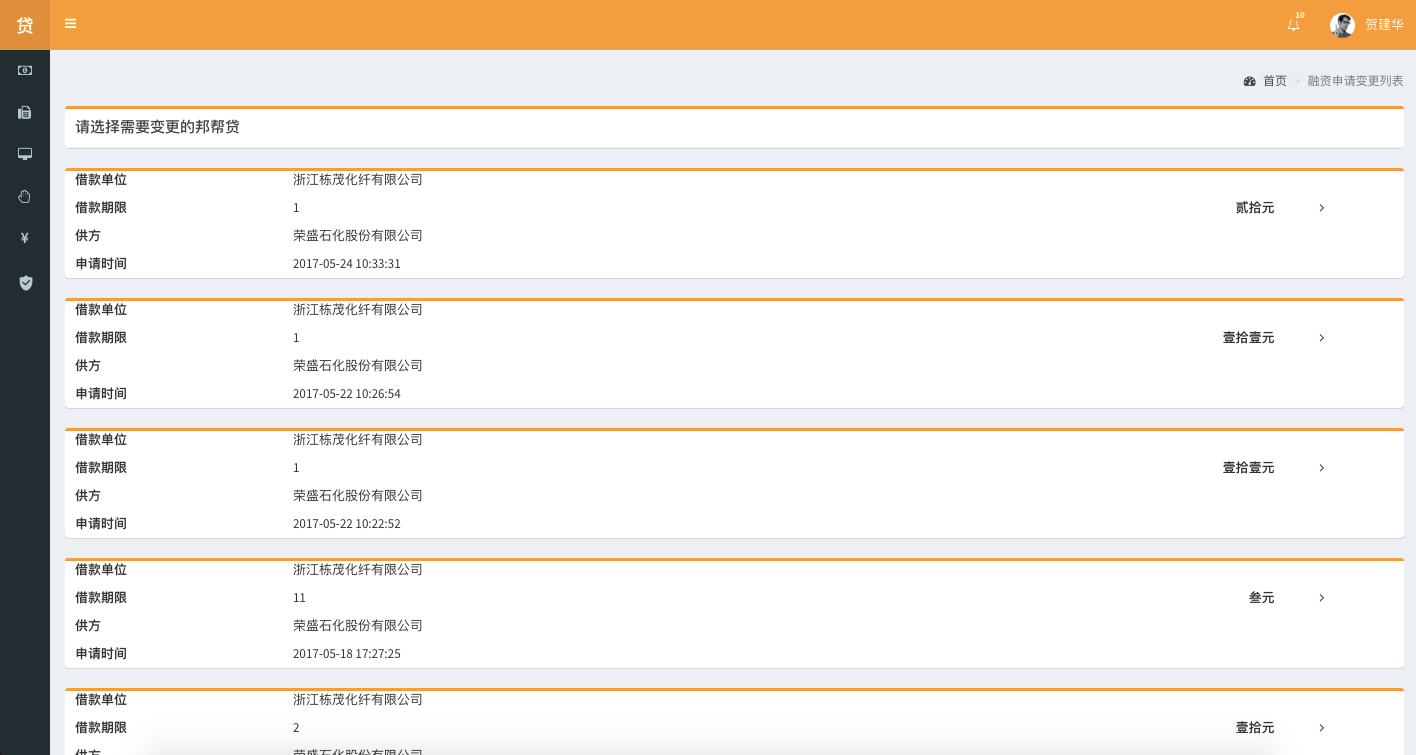 贷
10
贺建华
首页 > 融资申请变更列表
请选择需要变更的邦帮贷
借款单位 浙江栋茂化纤有限公司
借款期限 1 贰拾元
供方 荣盛石化股份有限公司
申请时间 2017-05-24 10:33:31
借款单位 浙江栋茂化纤有限公司
借款期限 1 壹拾壹元
供方 荣盛石化股份有限公司
申请时间 2017-05-22 10:26:54
借款单位 浙江栋茂化纤有限公司
借款期限 1 壹拾壹元
供方 荣盛石化股份有限公司
申请时间 2017-05-22 10:22:52
借款单位 浙江栋茂化纤有限公司
借款期限 11 叁元
供方 荣盛石化股份有限公司
申请时间 2017-05-18 17:27:25
借款单位 浙江栋茂化纤有限公司
借款期限 2 壹拾元
供方 荣盛石化股份有限公司